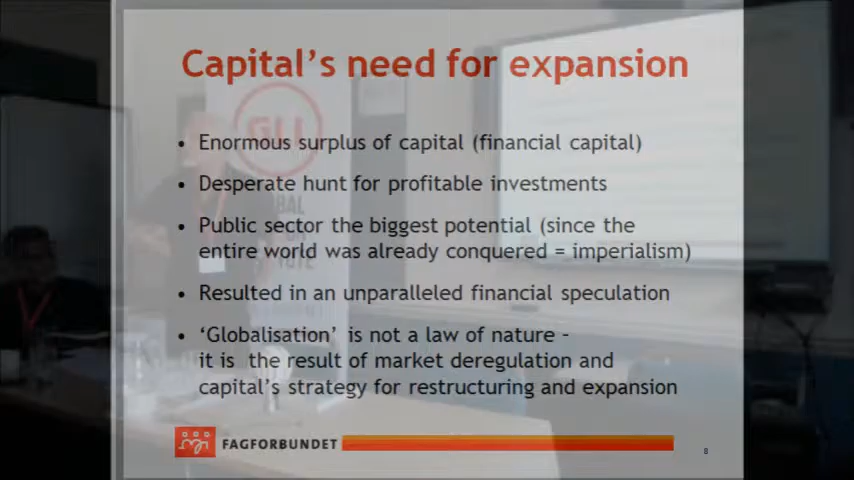 Capital's need for expansion
• Enormous surplus of capital (financial capital)
• Desperate hunt for profitable investments
• Public sector the biggest potential (since the
entire world was already conquered = imperialism)
• Resulted in an unparalleled financial speculation
• ‘Globalisation’ is not a law of nature –
it is the result of market deregulation and
capital’s strategy for restructuring and expansion
FAGFORBUNDET
8
GLI